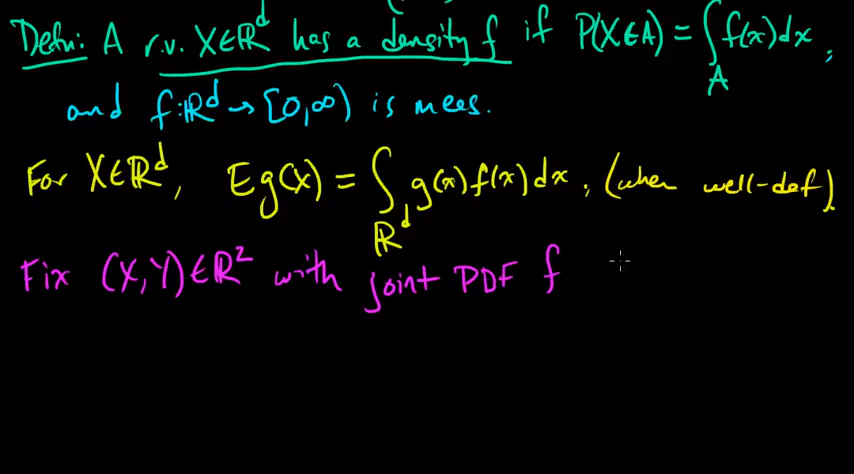 Defn: A r.v. X∈ℝ^d has a density f if P(X∈A) = ∫_A f(x)dx,
and f:ℝ^d → [0,∞) is meas.
For X∈ℝ^d, Eg(X) = ∫_{ℝ^d} g(x)f(x)dx, (when well-def).
Fix (X,Y)∈ℝ² with joint PDF f